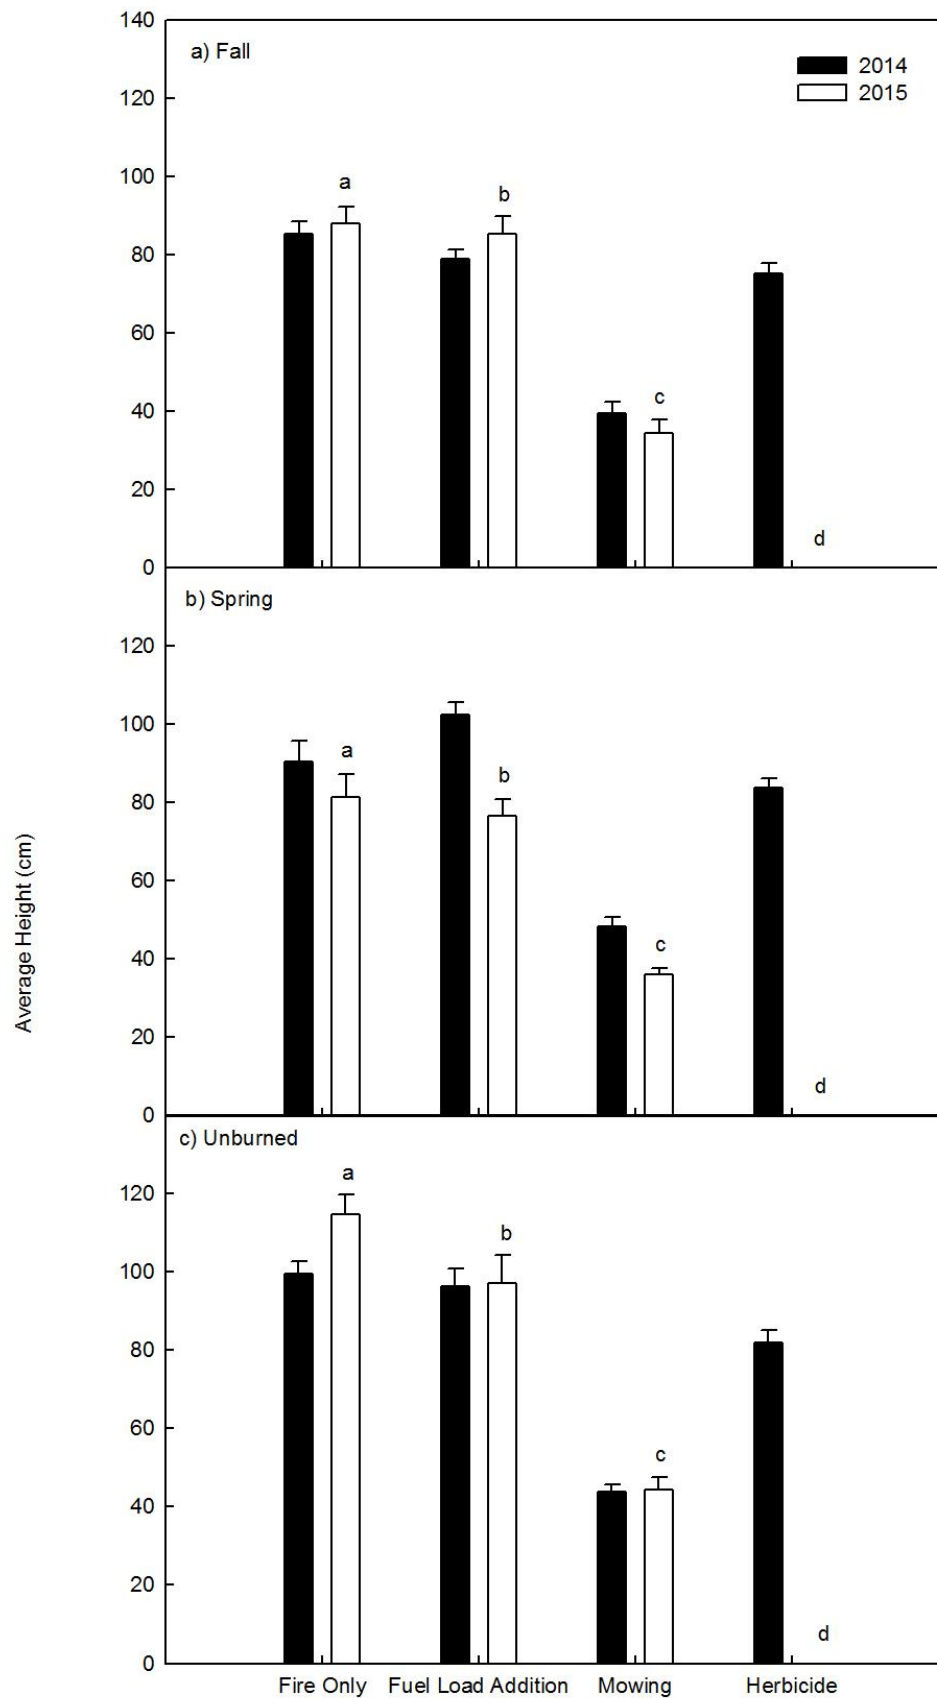 140
a) Fall
2014
2015
120
100
a
b
80
60
40
c
20
d
0
b) Spring
120
100
a
b
80
60
40
c
20
d
0
c) Unburned
120
a
b
100
80
60
c
40
20
d
0
Average Height (cm)
Fire Only Fuel Load Addition Mowing Herbicide